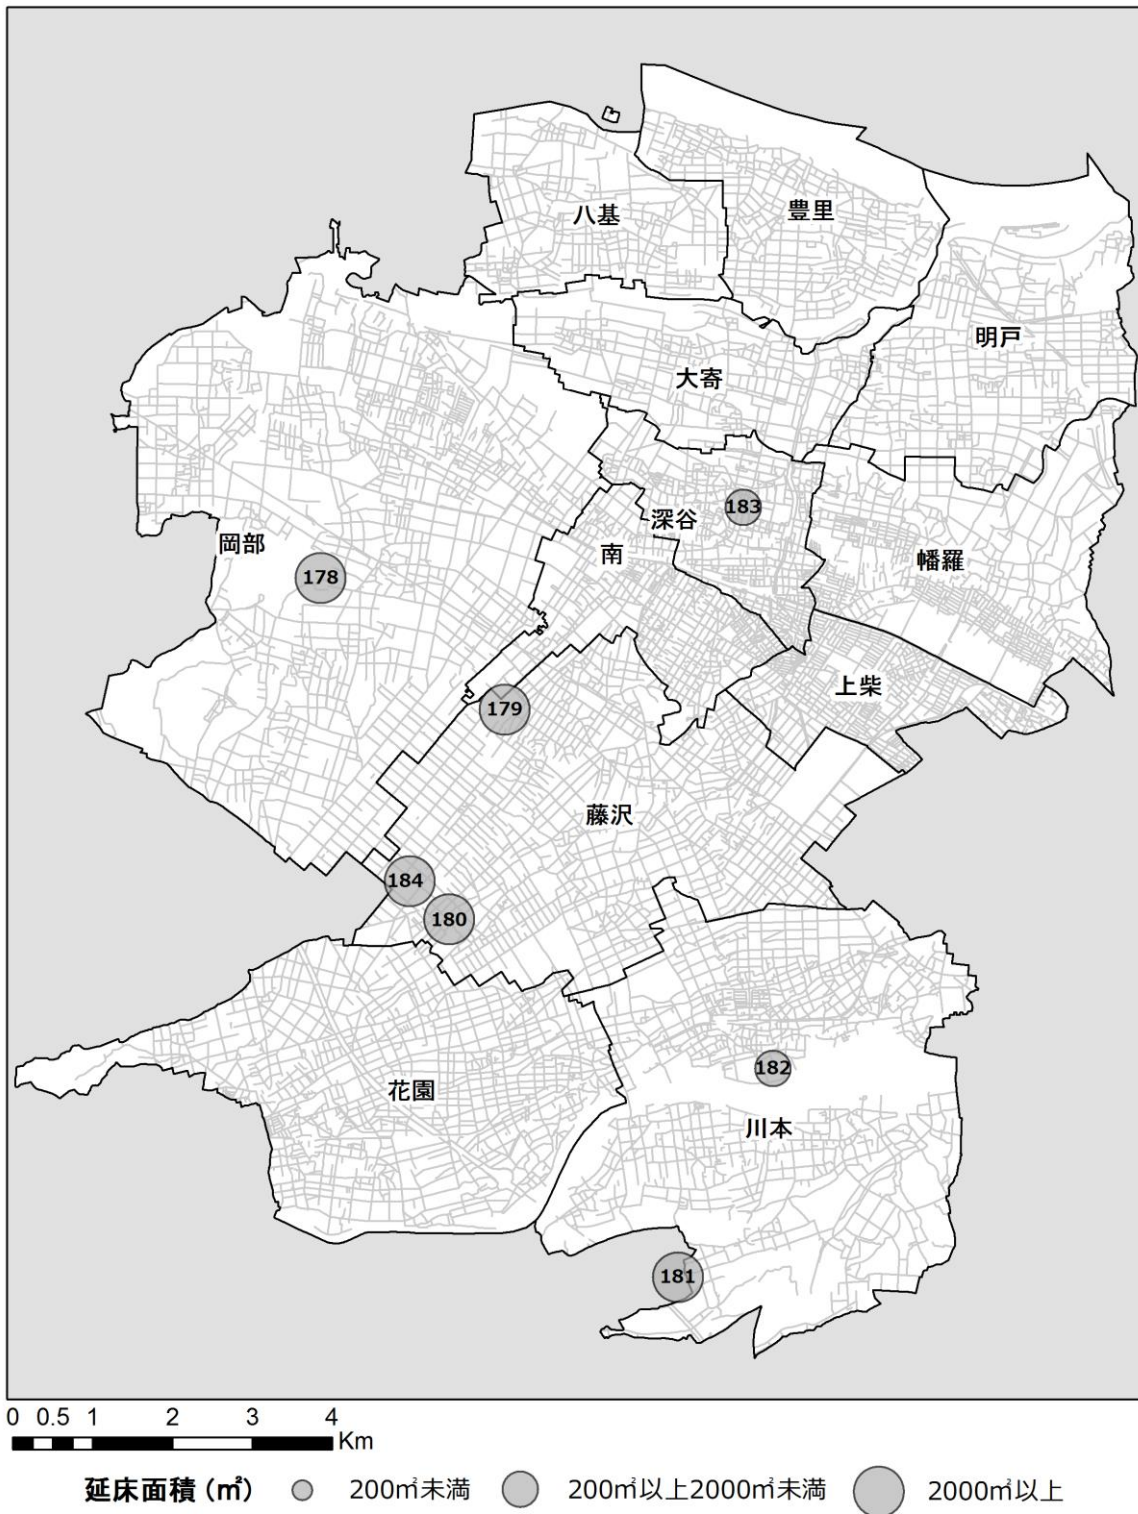 八基
豊里
明戸
大寄
183
深谷
南
幡羅
岡部
178
上柴
179
藤沢
184
180
182
花園
川本
181
0 0.5 1 2 3 4
Km
延床面積（㎡） 200㎡未満 200㎡以上2000㎡未満 2000㎡以上